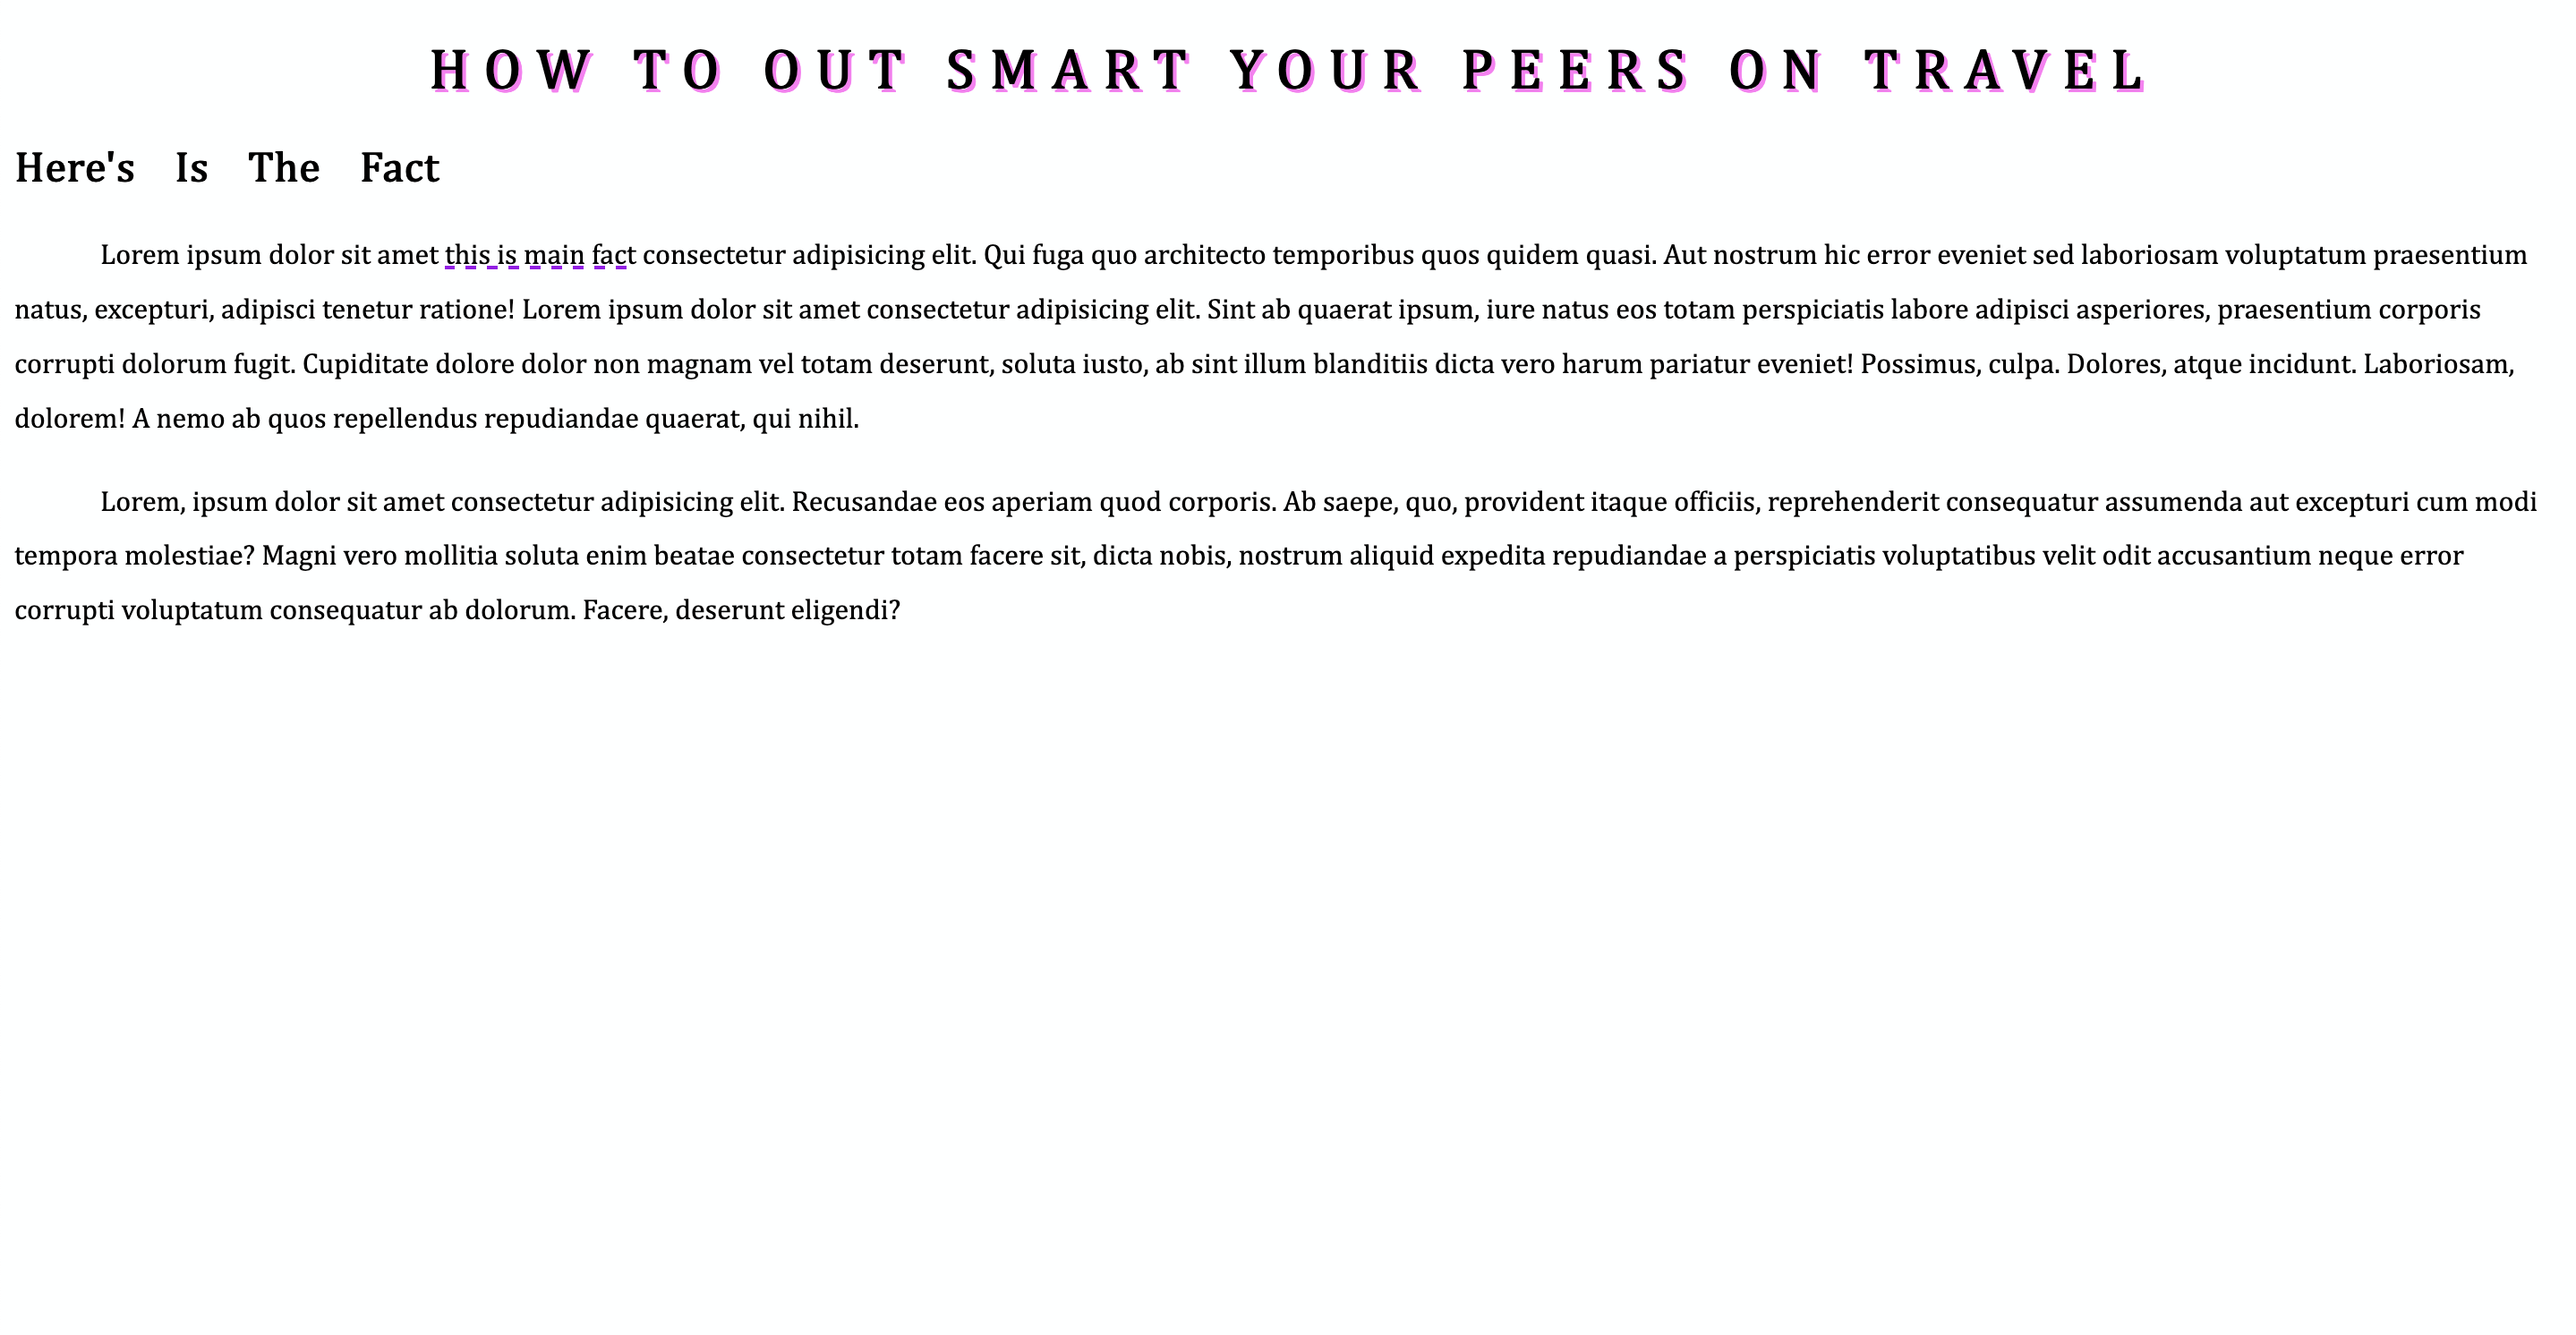 HOW TO OUT SMART YOUR PEERS ON TRAVEL
Here's Is The Fact
Lorem ipsum dolor sit amet this is main fact consectetur adipisicing elit. Qui fuga quo architecto temporibus quos quidem quasi. Aut nostrum hic error eveniet sed laboriosam voluptatum praesentium
natus, excepturi, adipisci tenetur ratione! Lorem ipsum dolor sit amet consectetur adipisicing elit. Sint ab quaerat ipsum, iure natus eos totam perspiciatis labore adipisci asperiores, praesentium corporis
corrupti dolorum fugit. Cupiditate dolore dolor non magnam vel totam deserunt, soluta iusto, ab sint illum blanditiis dicta vero harum pariatur eveniet! Possimus, culpa. Dolores, atque incidunt. Laboriosam,
dolorem! A nemo ab quos repellendus repudiandae quaerat, qui nihil.
Lorem, ipsum dolor sit amet consectetur adipisicing elit. Recusandae eos aperiam quod corporis. Ab saepe, quo, provident itaque officiis, reprehenderit consequatur assumenda aut excepturi cum modi
tempora molestiae? Magni vero mollitia soluta enim beatae consectetur totam facere sit, dicta nobis, nostrum aliquid expedita repudiandae a perspiciatis voluptatibus velit odit accusantium neque error
corrupti voluptatum consequatur ab dolorum. Facere, deserunt eligendi?